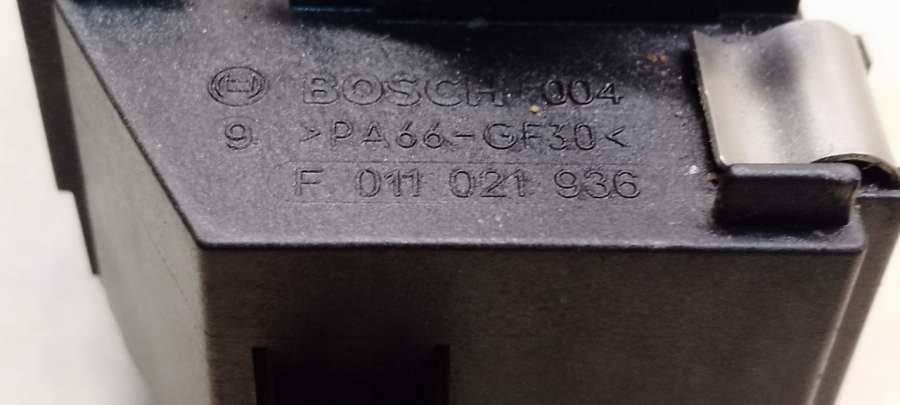 BOSCH 004
9 >PA66-GF30<
F 011 021 936